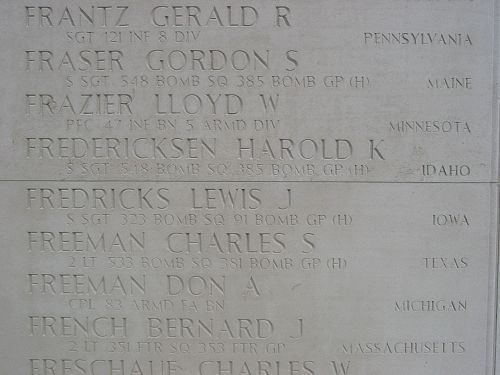 FRANTZ GERALD R
SGT 121 INF 8 DIV PENNSYLVANIA
FRASER GORDON S
S SGT 548 BOMB SQ 385 BOMB GP (H) MAINE
FRAZIER LLOYD W
PFC 47 INF BN 5 ARMD DIV MINNESOTA
FREDERICKSEN HAROLD K
S SGT 548 BOMB SQ 385 BOMB GP (H) IDAHO
FREDRICKS LEWIS J
S SGT 323 BOMB SQ 91 BOMB GP (H) IOWA
FREEMAN CHARLES S
2 LT 533 BOMB SQ 381 BOMB GP (H) TEXAS
FREEMAN DON A
CPL 83 ARMD FA BN MICHIGAN
FRENCH BERNARD J
2 LT 351 FTR SQ 353 FTR GP MASSACHUSETTS
FRESCHAUF CHARLES W